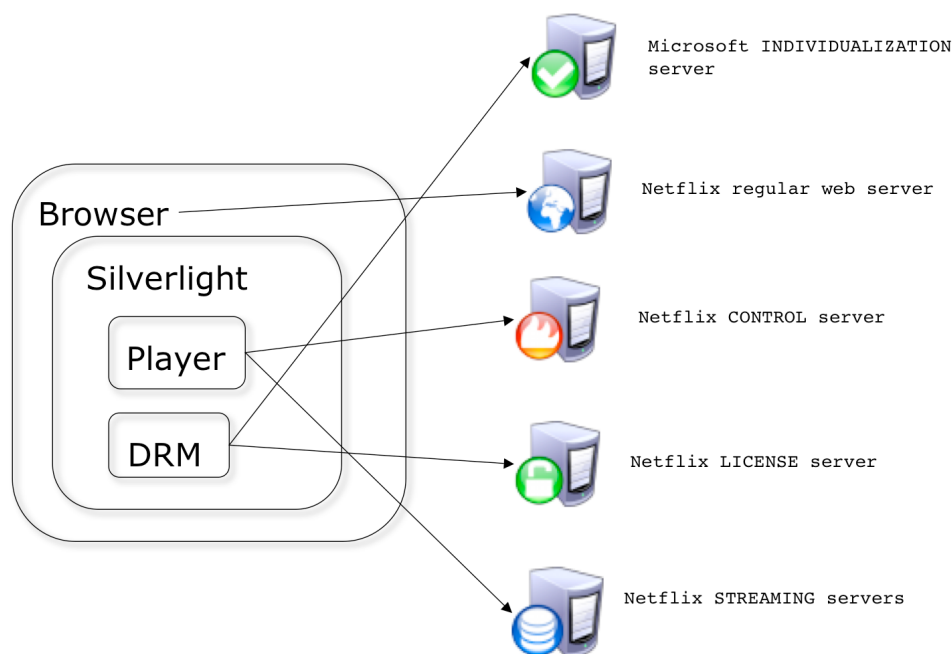 Microsoft INDIVIDUALIZATION
server
Netflix regular web server
Browser
Silverlight
Netflix CONTROL server
Player
DRM
Netflix LICENSE server
Netflix STREAMING servers